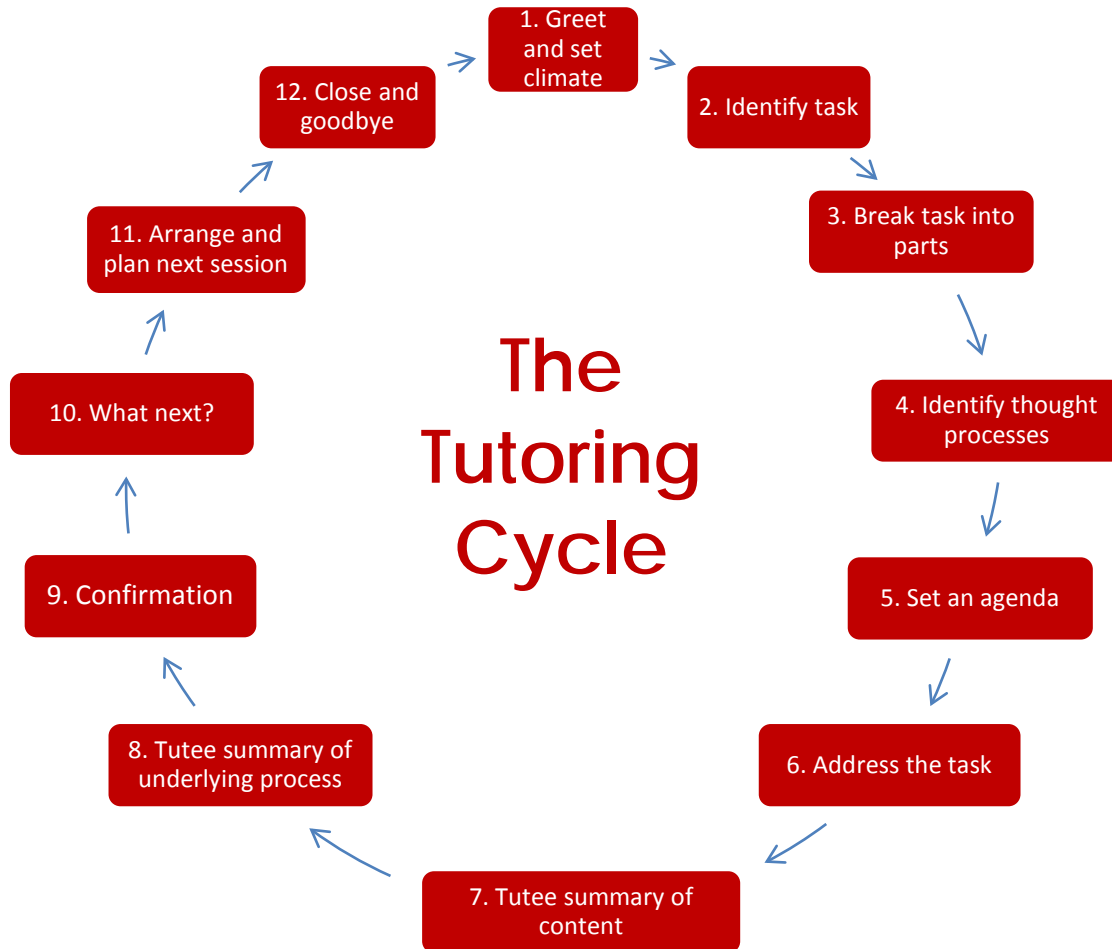 1. Greet
and set
climate
2. Identify task
3. Break task into
parts
4. Identify thought
processes
5. Set an agenda
6. Address the task
7. Tutee summary of
content
8. Tutee summary of
underlying process
9. Confirmation
10. What next?
11. Arrange and
plan next session
12. Close and
goodbye
The
Tutoring
Cycle